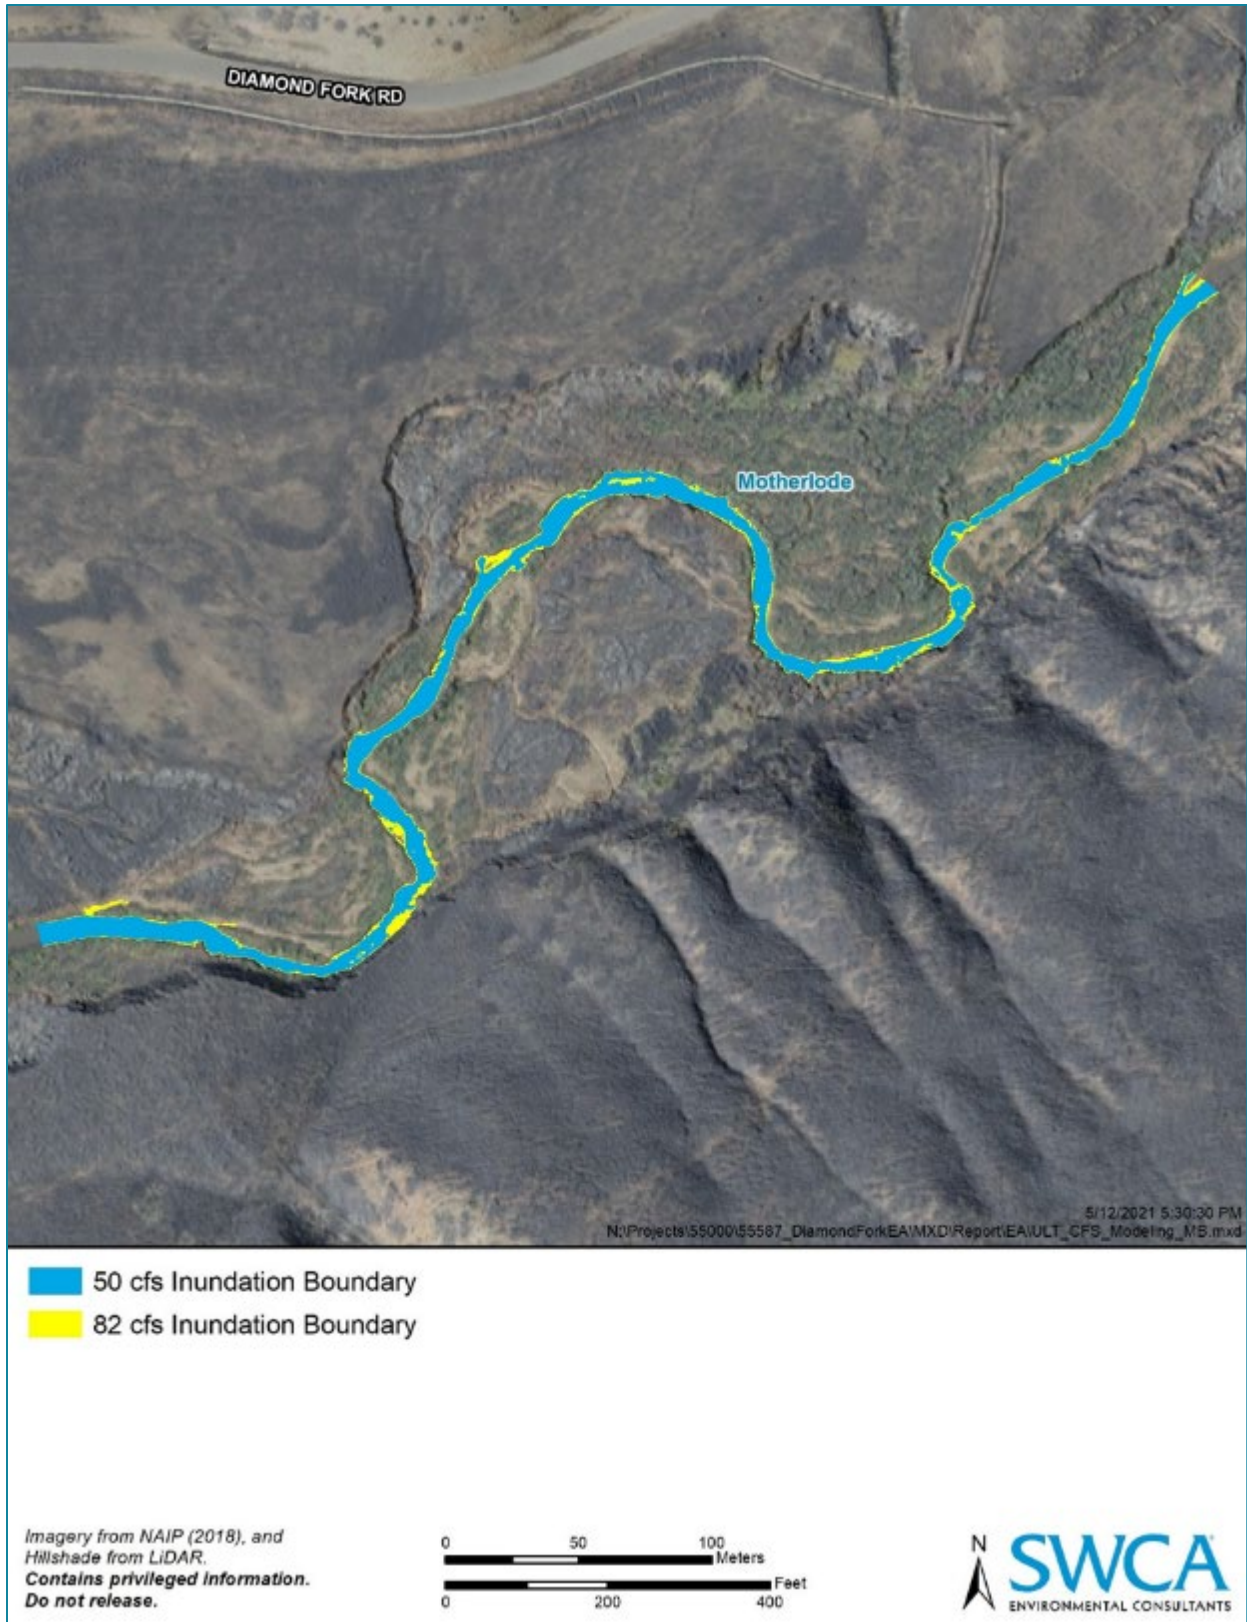 DIAMOND FORK RD
Motherlode
5/12/2021 5:30:30 PM
N:\Projects\55000\55587_DiamondForkEA\MXD\Report\EA\ULT_CFS_Modeling_MB.mxd
50 cfs Inundation Boundary
82 cfs Inundation Boundary
Imagery from NAIP (2018), and
Hillshade from LiDAR.
Contains privileged information.
Do not release.
0 50 100
Meters
Feet
0 200 400
N
SWCA
ENVIRONMENTAL CONSULTANTS